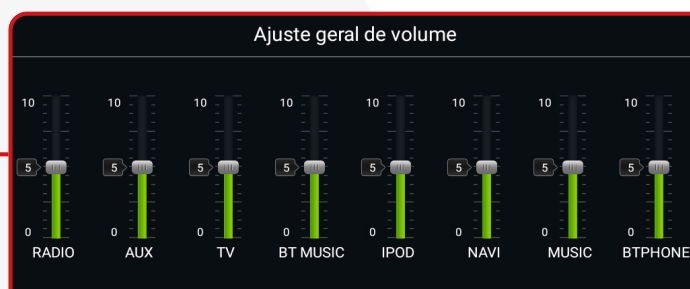 Ajuste geral de volume
10 10 10 10 10 10 10 10
5 5 5 5 5 5 5 5
0 0 0 0 0 0 0 0
RADIO AUX TV BT MUSIC IPOD NAVI MUSIC BTPHONE